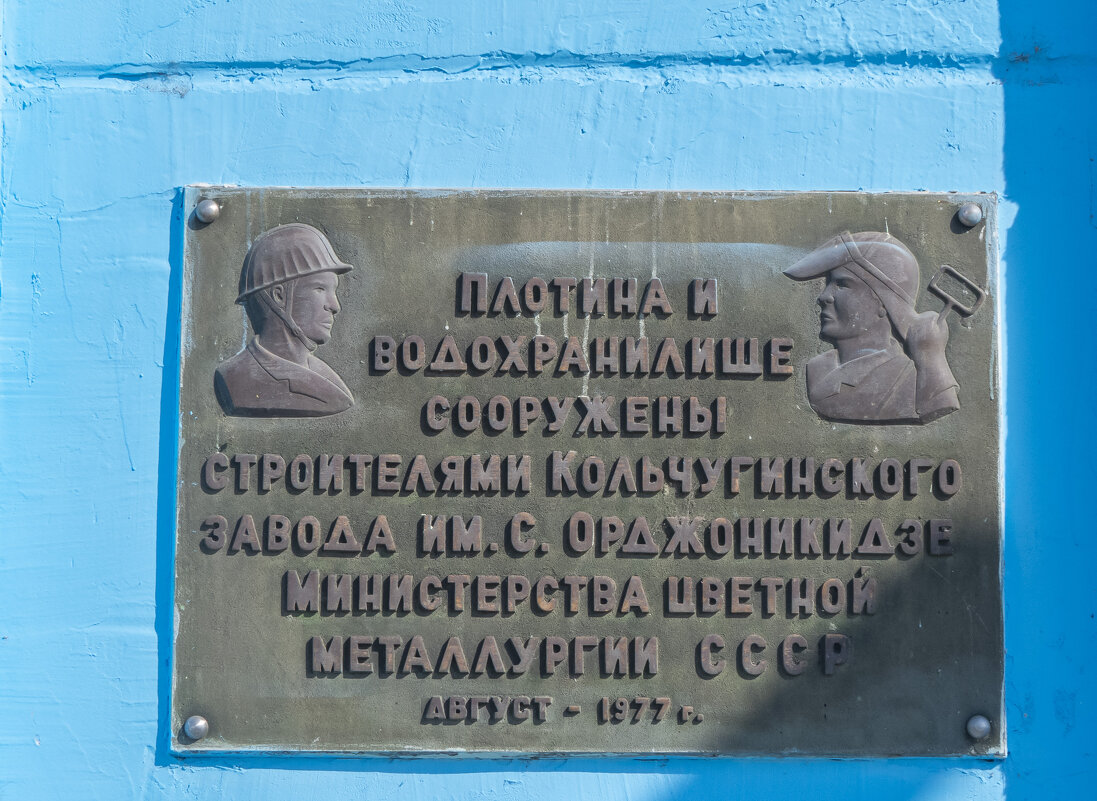 Плотина и
водохранилище
сооружены
строителями Кольчугинского
завода им. С. Орджоникидзе
Министерства цветной
металлургии СССР
август - 1977 г.